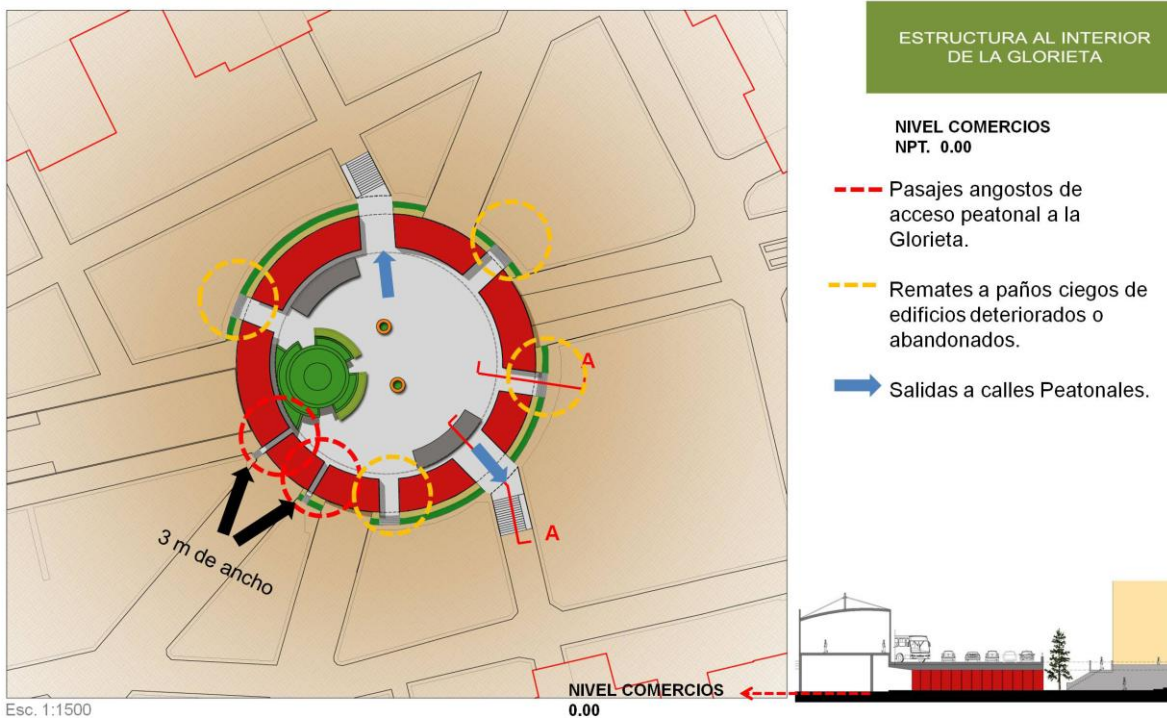 ESTRUCTURA AL INTERIOR
DE LA GLORIETA
NIVEL COMERCIOS
NPT. 0.00
Pasajes angostos de
acceso peatonal a la
Glorieta.
Remates a paños ciegos de
edificios deteriorados o
abandonados.
Salidas a calles Peatonales.
A
A
3 m de ancho
NIVEL COMERCIOS
0.00
Esc. 1:1500